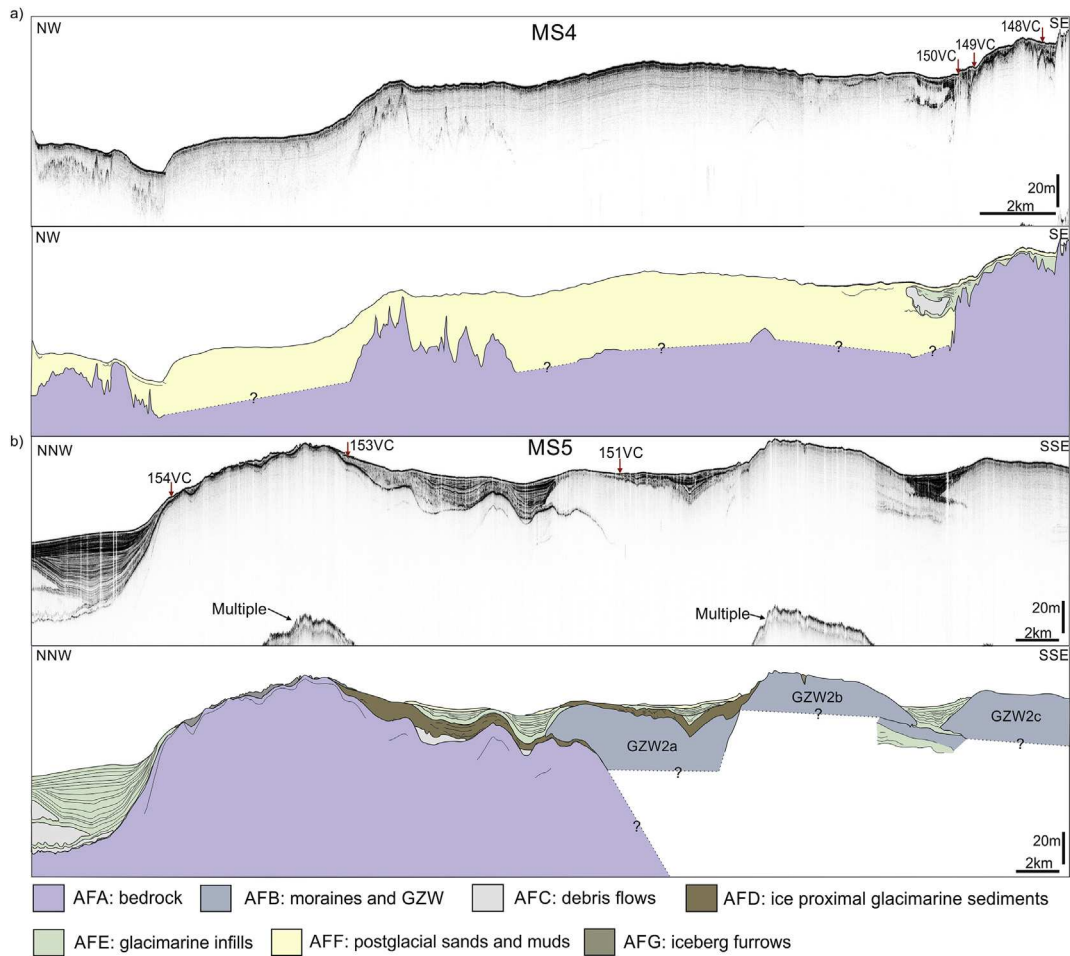 a)
NW
MS4
148VC
SE
149VC
150VC
20m
2km
NW
SE
?
?
?
?
?
b)
NNW
MS5
SSE
153VC
151VC
154VC
Multiple
Multiple
20m
2km
NNW
SSE
GZW2b
?
GZW2c
GZW2a
?
?
?
20m
2km
AFA: bedrock
AFB: moraines and GZW
AFC: debris flows
AFD: ice proximal glacimarine sediments
AFE: glacimarine infills
AFF: postglacial sands and muds
AFG: iceberg furrows